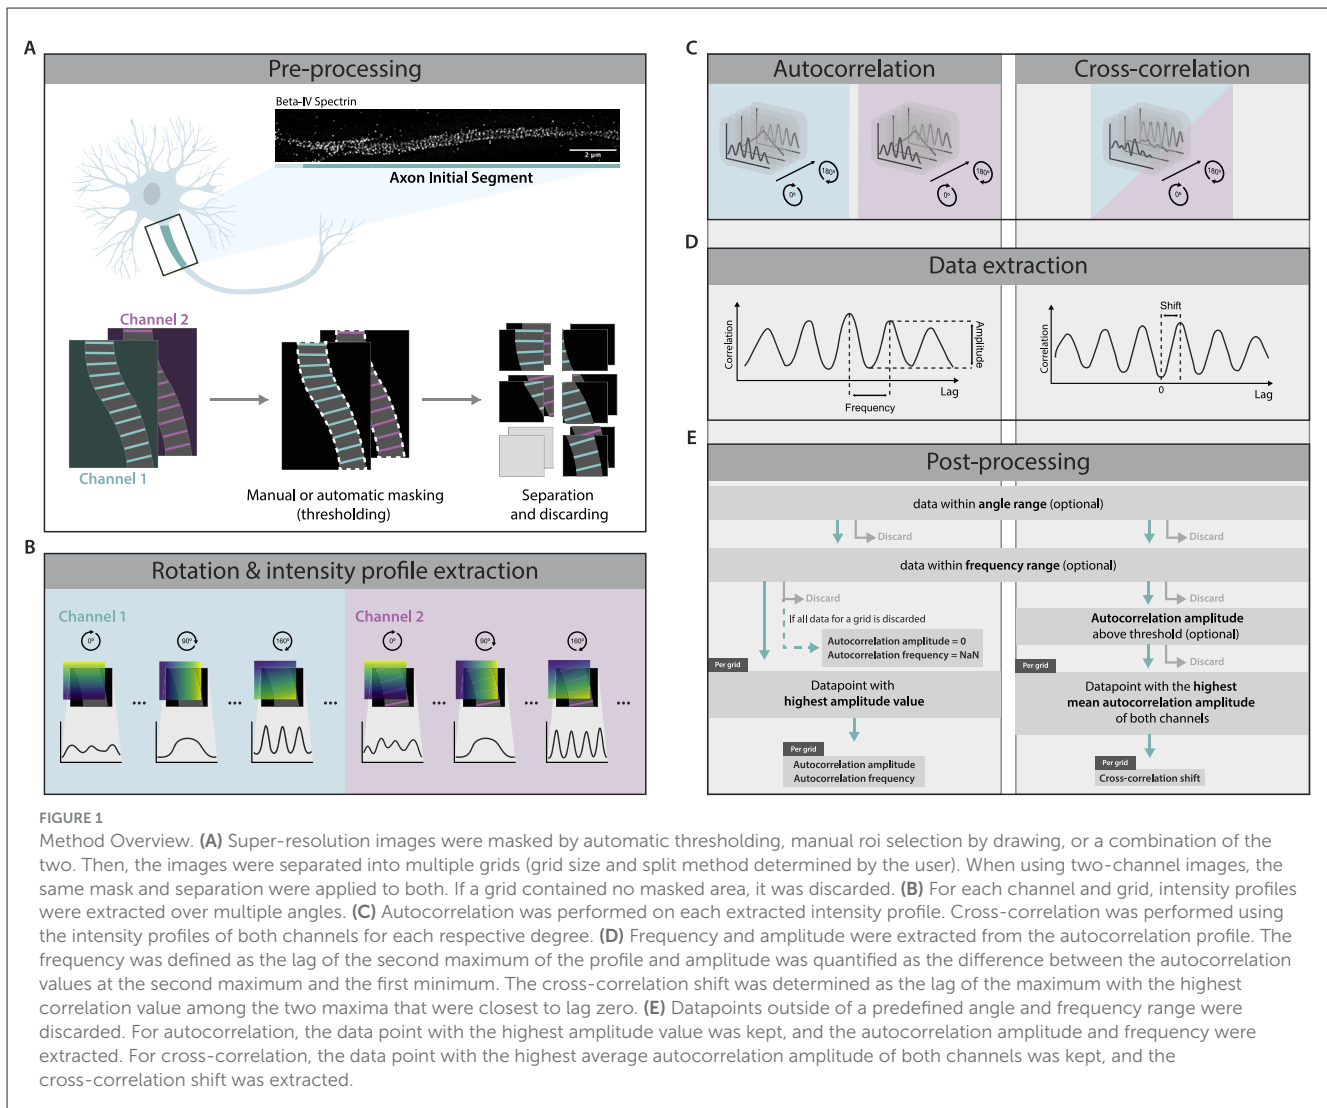 A
Pre-processing
Beta-IV Spectrin
2 μm
Axon Initial Segment
Channel 2
Channel 1
Manual or automatic masking
(thresholding)
Separation
and discarding
B
Rotation & intensity profile extraction
Channel 1
0º
90º
160º
...
...
...
Channel 2
0º
90º
160º
...
...
...
C
Autocorrelation
Cross-correlation
0º
180º
0º
180º
0º
180º
D
Data extraction
Correlation
Amplitude
Frequency
Lag
Correlation
Shift
0
Lag
E
Post-processing
data within angle range (optional)
Discard
Discard
data within frequency range (optional)
Discard
Discard
If all data for a grid is discarded
Autocorrelation amplitude = 0
Autocorrelation frequency = NaN
Per grid
Datapoint with
highest amplitude value
Per grid
Autocorrelation amplitude
Autocorrelation frequency
Autocorrelation amplitude
above threshold (optional)
Discard
Per grid
Datapoint with the highest
mean autocorrelation amplitude
of both channels
Per grid
Cross-correlation shift
FIGURE 1
Method Overview. (A) Super-resolution images were masked by automatic thresholding, manual roi selection by drawing, or a combination of the
two. Then, the images were separated into multiple grids (grid size and split method determined by the user). When using two-channel images, the
same mask and separation were applied to both. If a grid contained no masked area, it was discarded. (B) For each channel and grid, intensity profiles
were extracted over multiple angles. (C) Autocorrelation was performed on each extracted intensity profile. Cross-correlation was performed using
the intensity profiles of both channels for each respective degree. (D) Frequency and amplitude were extracted from the autocorrelation profile. The
frequency was defined as the lag of the second maximum of the profile and amplitude was quantified as the difference between the autocorrelation
values at the second maximum and the first minimum. The cross-correlation shift was determined as the lag of the maximum with the highest
correlation value among the two maxima that were closest to lag zero. (E) Datapoints outside of a predefined angle and frequency range were
discarded. For autocorrelation, the data point with the highest amplitude value was kept, and the autocorrelation amplitude and frequency were
extracted. For cross-correlation, the data point with the highest average autocorrelation amplitude of both channels was kept, and the
cross-correlation shift was extracted.